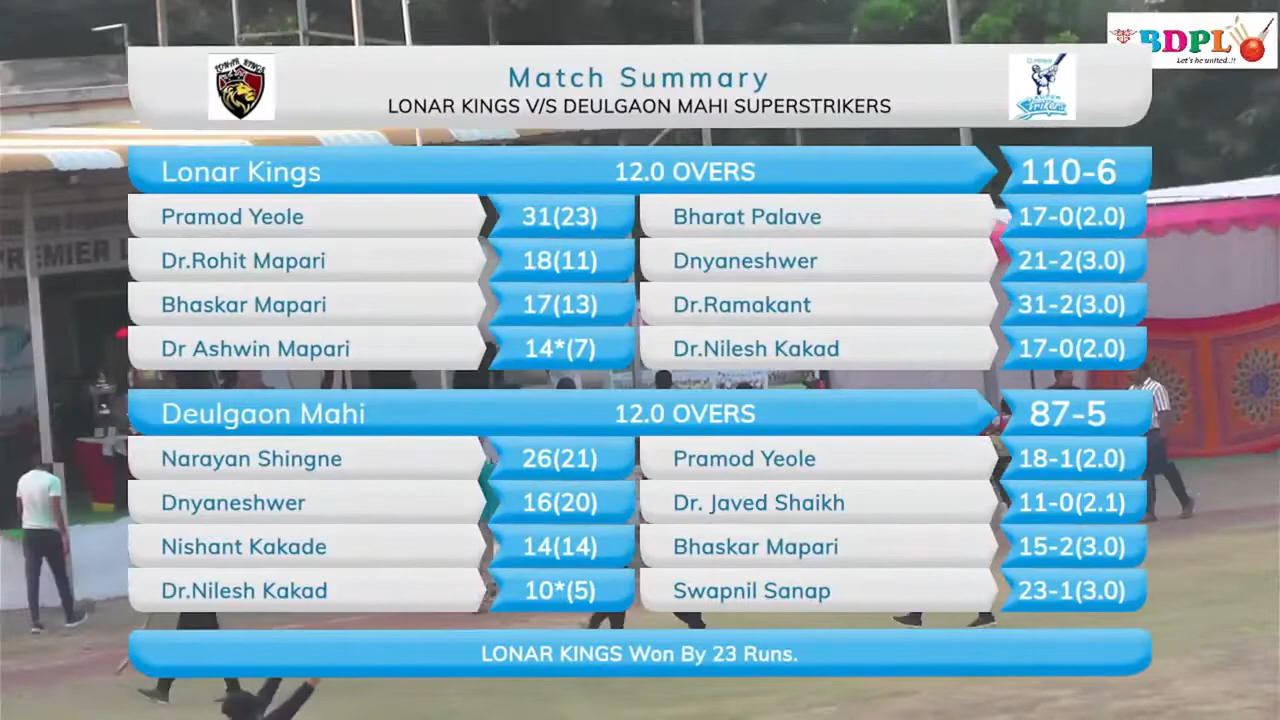 BDPL
Let's be united..!!
LONAR KINGS
Match Summary
LONAR KINGS V/S DEULGAON MAHI SUPERSTRIKERS
Lonar Kings 12.0 OVERS 110-6
Pramod Yeole 31(23) Bharat Palave 17-0(2.0)
Dr.Rohit Mapari 18(11) Dnyaneshwer 21-2(3.0)
Bhaskar Mapari 17(13) Dr.Ramakant 31-2(3.0)
Dr Ashwin Mapari 14*(7) Dr.Nilesh Kakad 17-0(2.0)
PREMIER
Deulgaon Mahi 12.0 OVERS 87-5
Narayan Shingne 26(21) Pramod Yeole 18-1(2.0)
Dnyaneshwer 16(20) Dr. Javed Shaikh 11-0(2.1)
Nishant Kakade 14(14) Bhaskar Mapari 15-2(3.0)
Dr.Nilesh Kakad 10*(5) Swapnil Sanap 23-1(3.0)
LONAR KINGS Won By 23 Runs.